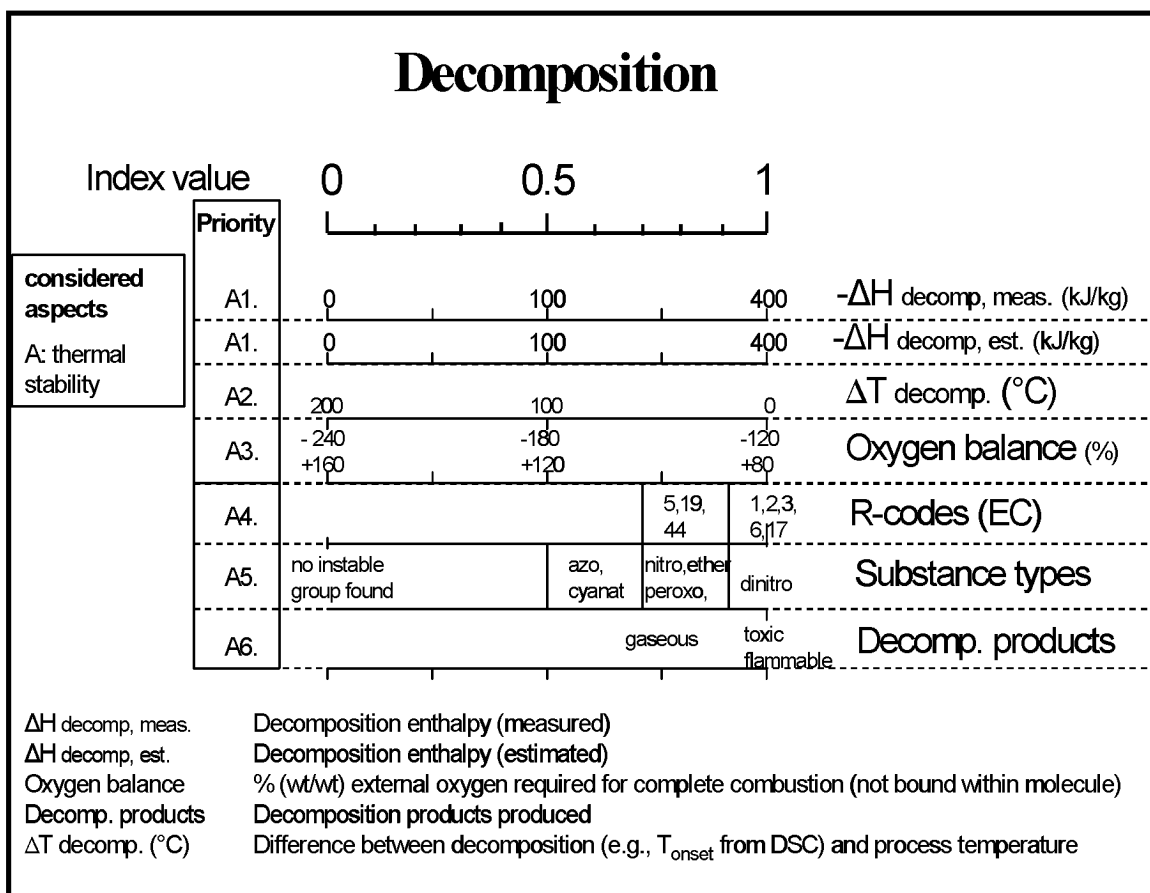 Decomposition
Index value 0 0.5 1
Priority
considered
aspects
A: thermal
stability
A1. 0 100 400 -ΔH decomp, meas. (kJ/kg)
A1. 0 100 400 -ΔH decomp, est. (kJ/kg)
A2. 200 100 0 ΔT decomp. (°C)
A3. - 240 -180 -120 Oxygen balance (%)
+160 +120 +80
A4. 5,19, 1,2,3, R-codes (EC)
44 6,17
A5. no instable azo, nitro,ether dinitro Substance types
group found cyanat peroxo,
A6. gaseous toxic Decomp. products
flammable
ΔH decomp, meas. Decomposition enthalpy (measured)
ΔH decomp, est. Decomposition enthalpy (estimated)
Oxygen balance % (wt/wt) external oxygen required for complete combustion (not bound within molecule)
Decomp. products Decomposition products produced
ΔT decomp. (°C) Difference between decomposition (e.g., Tonset from DSC) and process temperature